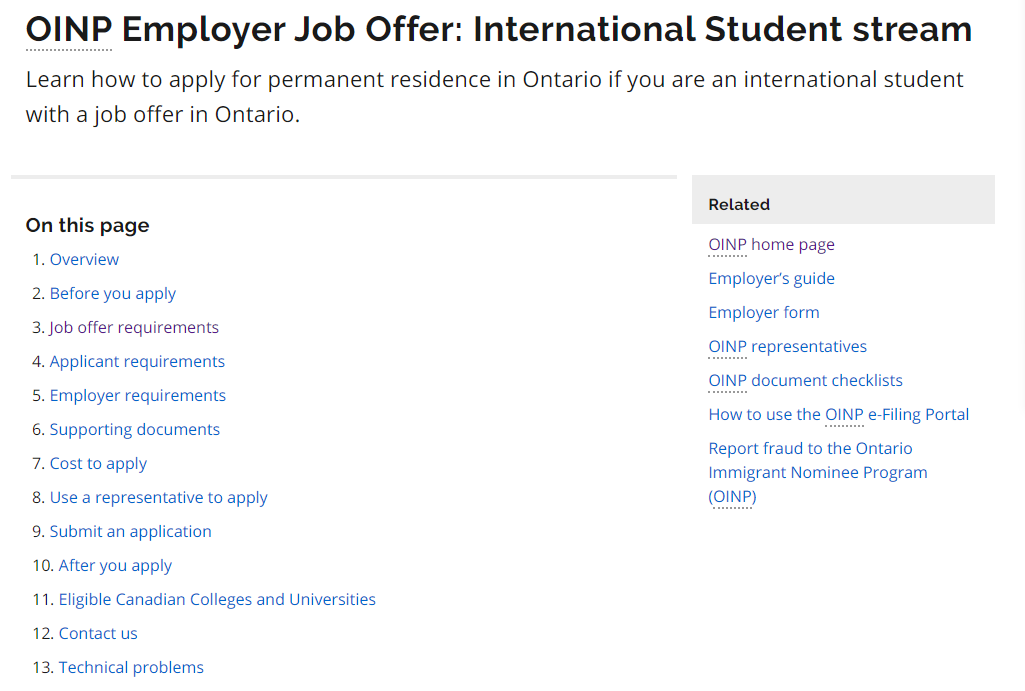 OINP Employer Job Offer: International Student stream
Learn how to apply for permanent residence in Ontario if you are an international student
with a job offer in Ontario.
On this page
1. Overview
2. Before you apply
3. Job offer requirements
4. Applicant requirements
5. Employer requirements
6. Supporting documents
7. Cost to apply
8. Use a representative to apply
9. Submit an application
10. After you apply
11. Eligible Canadian Colleges and Universities
12. Contact us
13. Technical problems
Related
OINP home page
Employer’s guide
Employer form
OINP representatives
OINP document checklists
How to use the OINP e-Filing Portal
Report fraud to the Ontario
Immigrant Nominee Program
(OINP)